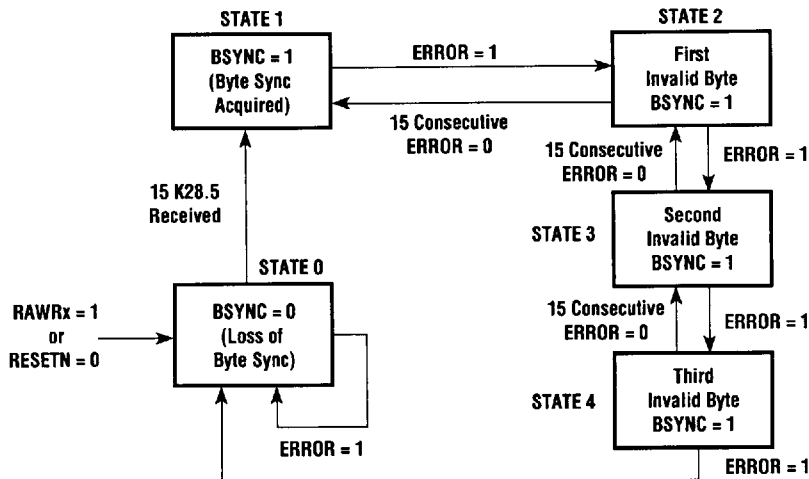 STATE 1
BSYNC = 1
(Byte Sync
Acquired)
ERROR = 1
15 Consecutive
ERROR = 0
STATE 2
First
Invalid Byte
BSYNC = 1
15 Consecutive
ERROR = 0
ERROR = 1
STATE 3
Second
Invalid Byte
BSYNC = 1
15 Consecutive
ERROR = 0
ERROR = 1
STATE 4
Third
Invalid Byte
BSYNC = 1
ERROR = 1
15 K28.5
Received
STATE 0
BSYNC = 0
(Loss of
Byte Sync)
RAWRx = 1
or
RESETN = 0
ERROR = 1